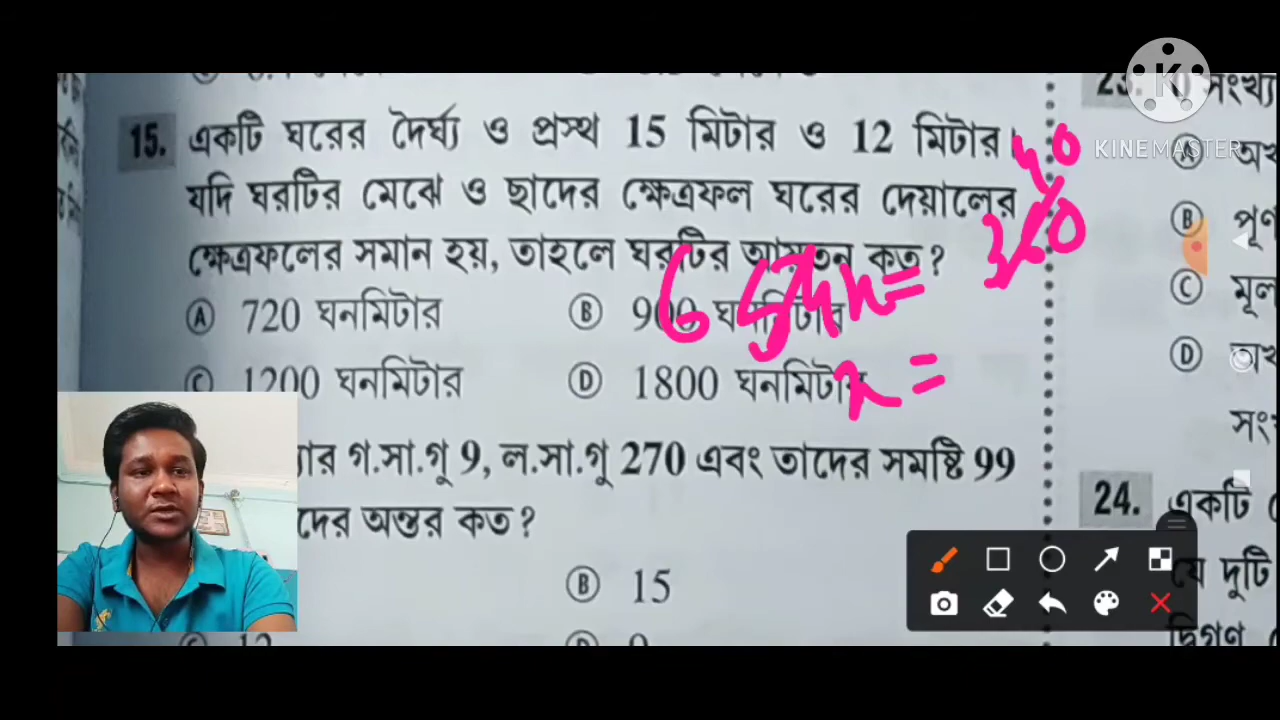 KINEMASTER
15. একটি ঘরের দৈর্ঘ্য ও প্রস্থ 15 মিটার ও 12 মিটার।
যদি ঘরটির মেঝে ও ছাদের ক্ষেত্রফল ঘরের দেয়ালের
ক্ষেত্রফলের সমান হয়, তাহলে ঘরটির আয়তন কত?
A 720 ঘনমিটার
B 900 ঘনমিটার
C 1200 ঘনমিটার
D 1800 ঘনমিটার
গ.সা.গু 9, ল.সা.গু 270 এবং তাদের সমষ্টি 99
অন্তর কত?
B 15
23.
A
B
C
D
24. একটি
যে দুটি
দ্বিগুণ